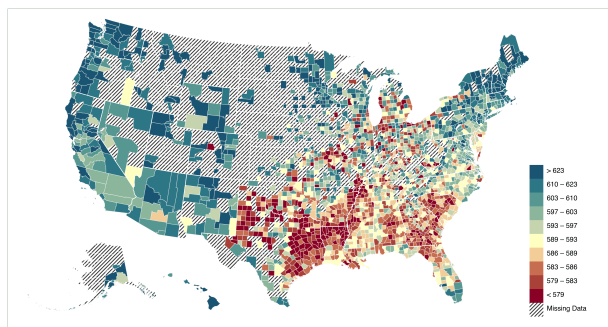 > 623
610 – 623
603 – 610
597 – 603
593 – 597
589 – 593
586 – 589
583 – 586
579 – 583
< 579
Missing Data